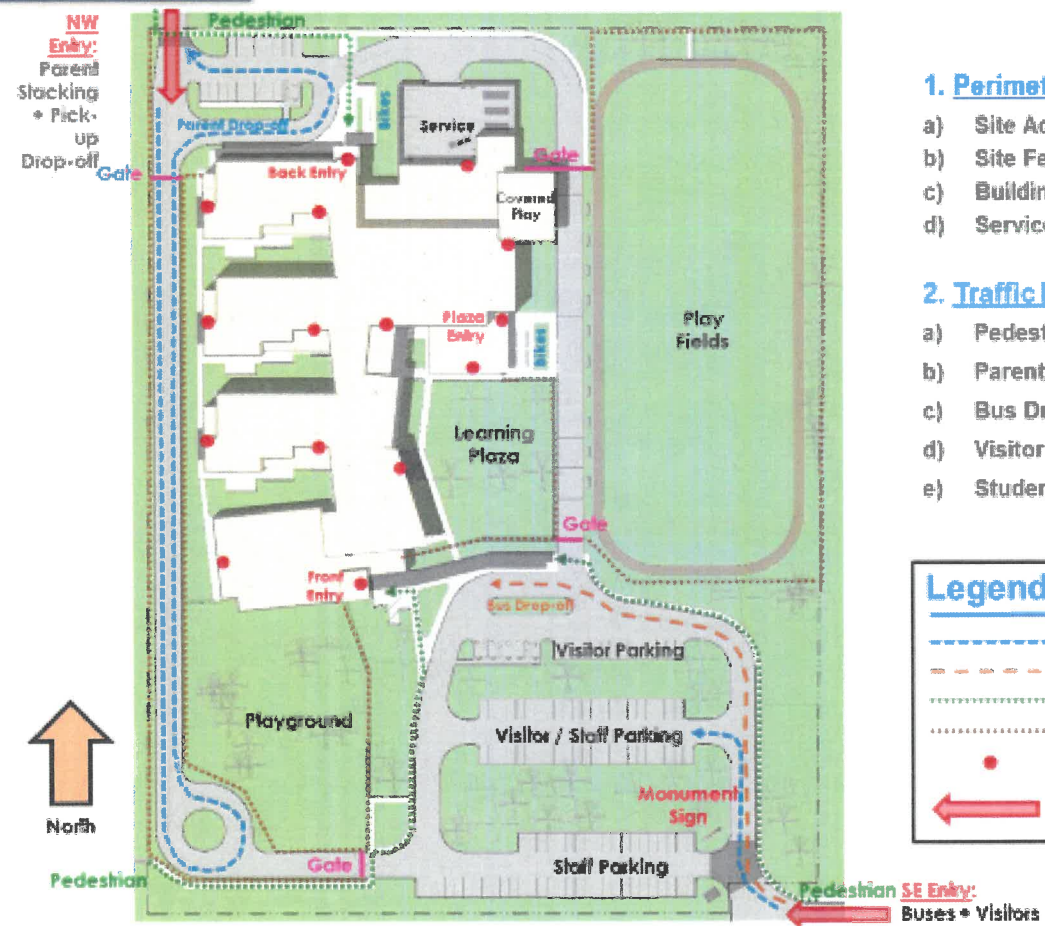 NW
Entry:
Parent
Stacking
+ Pick-
up
Drop-off
Pedestrian
Parent Drop-off
Bikes
Service
Gate
Back Entry
Gate
Covered
Play
Plaza
Entry
Bikes
Play
Fields
Learning
Plaza
Gate
Front
Entry
Bus Drop-off
Visitor Parking
Playground
Visitor / Staff Parking
Monument
Sign
North
Gate
Staff Parking
Pedestrian
Pedestrian SE Entry:
Buses + Visitors
1. Perimet
a) Site Ac
b) Site Fe
c) Buildin
d) Service
2. Traffic
a) Pedest
b) Parent
c) Bus Dr
d) Visitor
e) Studen
Legend